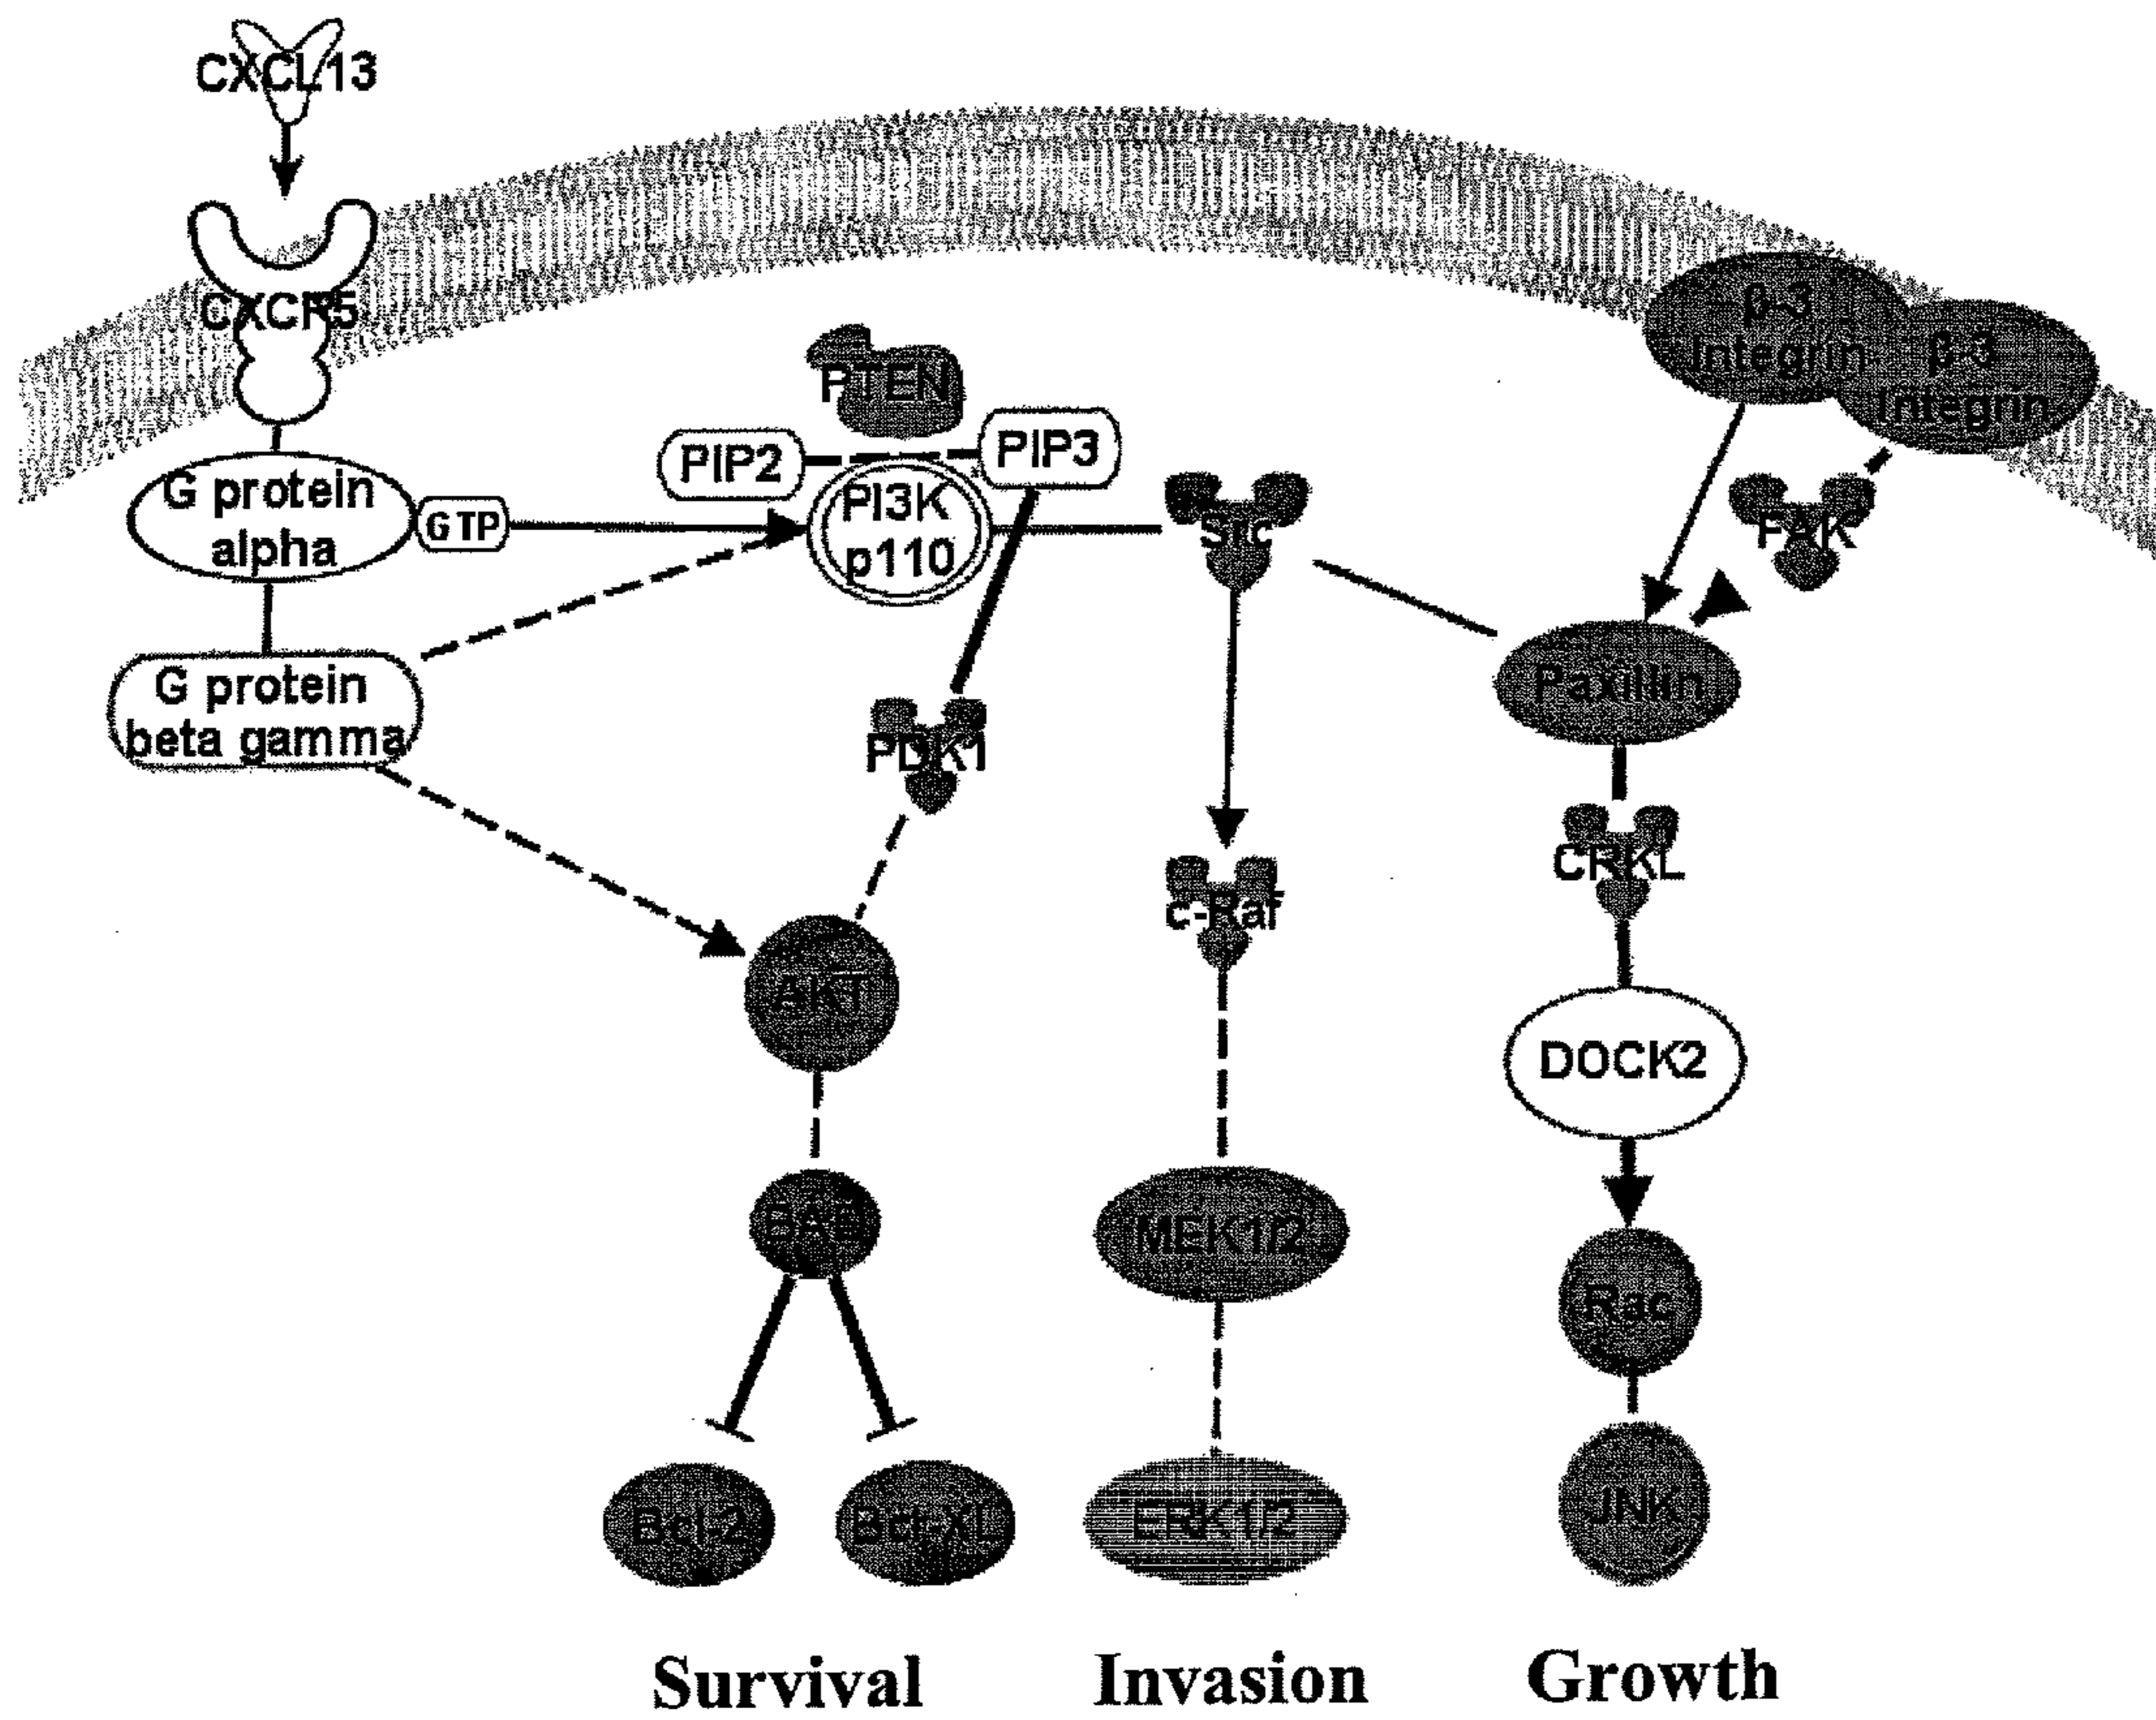 CXCL13
CXCR5
β-3
Integrin
β-3
Integrin
PTEN
PIP2
PIP3
G protein
alpha
GTP
PI3K
p110
Src
FAK
G protein
beta gamma
PDK1
Paxillin
CRKL
c-Raf
AKT
DOCK2
BAD
MEK1/2
Rac
Bcl-2
Bcl-XL
ERK1/2
JNK
Survival
Invasion
Growth